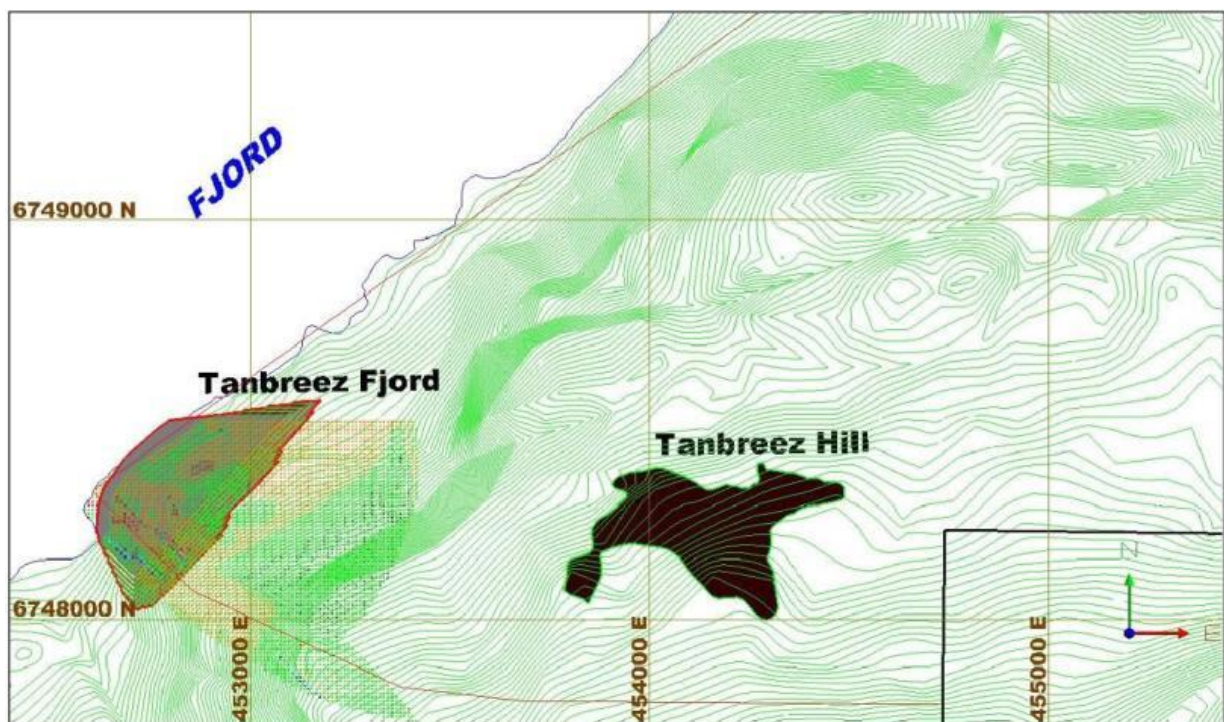 FJORD
6749000 N
Tanbreez Fjord
Tanbreez Hill
6748000 N
453000 E
454000 E
455000 E
N
E